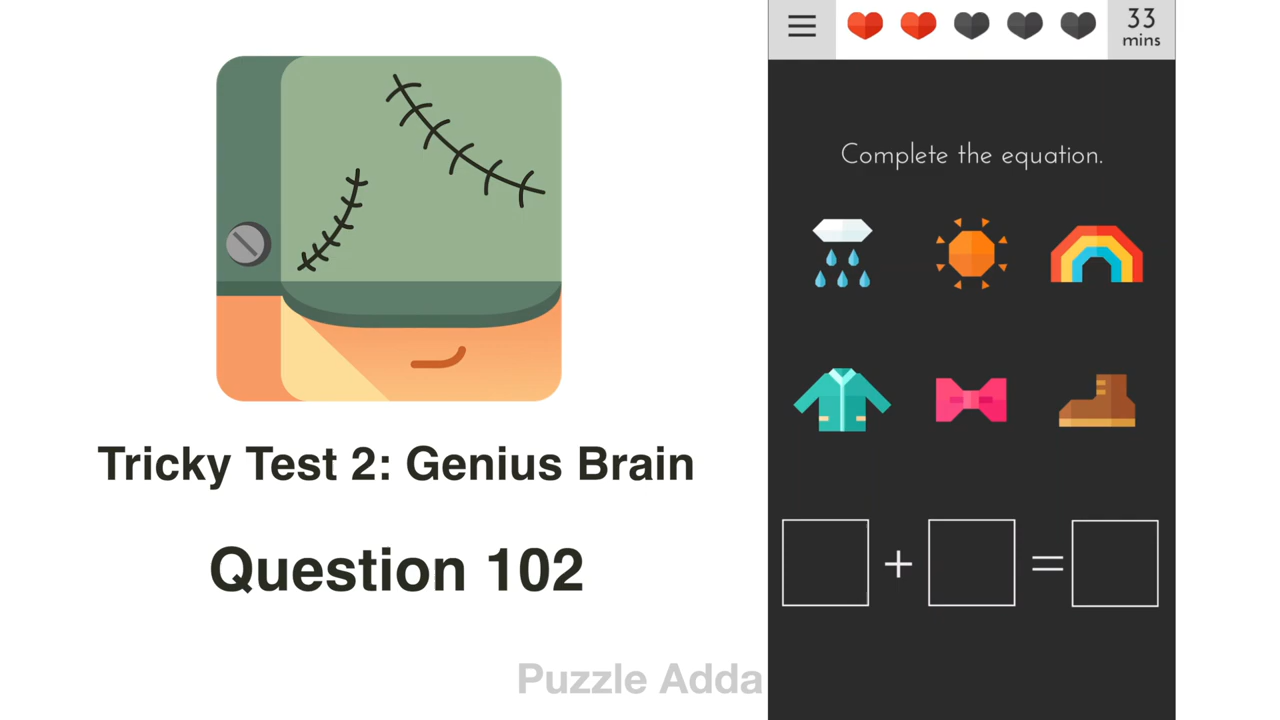 33
mins
Complete the equation.
+ =
Tricky Test 2: Genius Brain
Question 102
Puzzle Adda